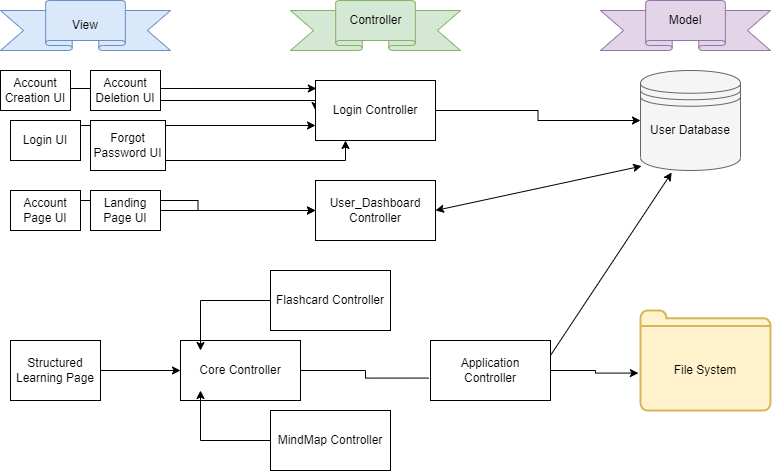 View
Controller
Model
Account
Creation UI
Account
Deletion UI
Login Controller
User Database
Login UI
Forgot
Password UI
Account
Page UI
Landing
Page UI
User_Dashboard
Controller
Flashcard Controller
Structured
Learning Page
Core Controller
Application
Controller
File System
MindMap Controller